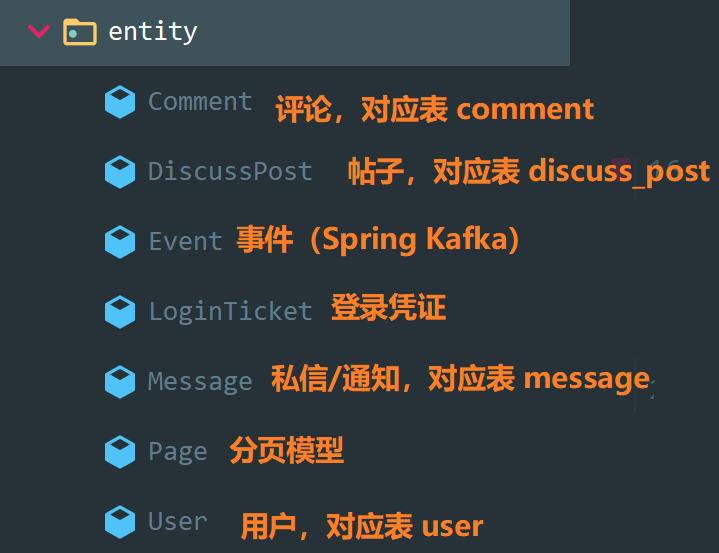 entity
Comment 评论，对应表 comment
DiscussPost 帖子，对应表 discuss_post
Event 事件（Spring Kafka）
LoginTicket 登录凭证
Message 私信/通知，对应表 message
Page 分页模型
User 用户，对应表 user